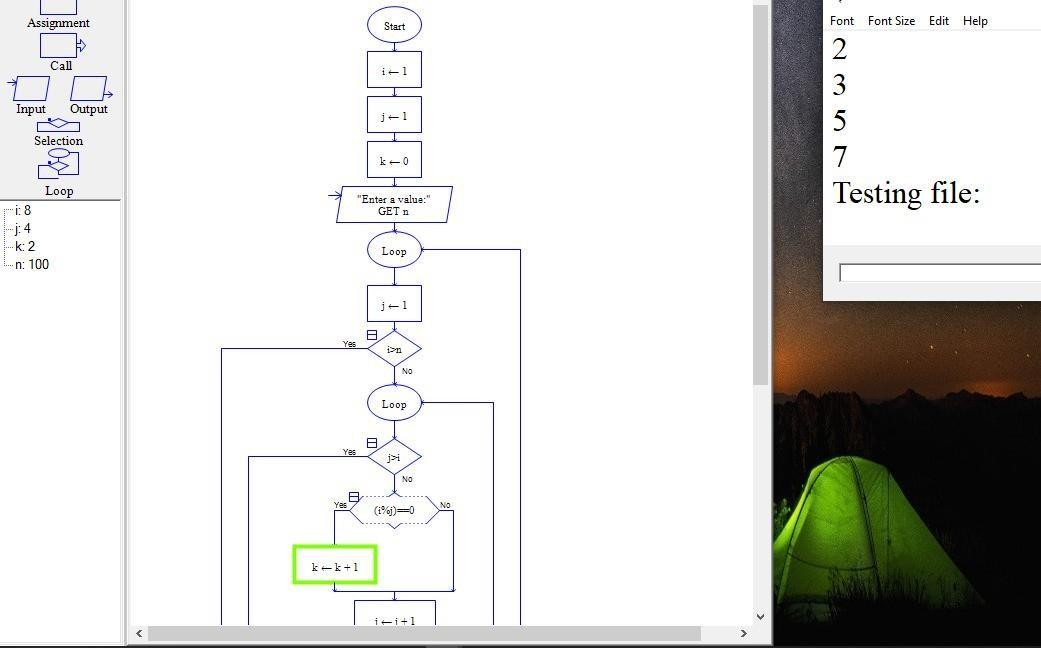 Assignment
Call
Input
Output
Selection
Loop
i: 8
j: 4
k: 2
n: 100
Start
i ← 1
j ← 1
k ← 0
"Enter a value:"
GET n
Loop
j ← 1
Yes
i>n
No
Loop
Yes
j>i
No
Yes
(i%j)==0
No
k ← k + 1
j ← j + 1
Font Font Size Edit Help
2
3
5
7
Testing file: